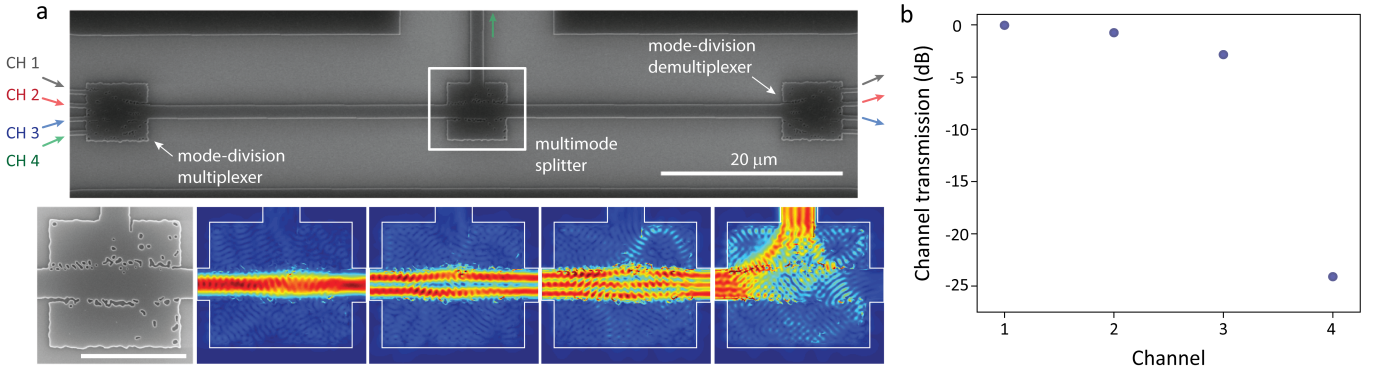 a
CH 1
CH 2
CH 3
CH 4
mode-division
multiplexer
multimode
splitter
mode-division
demultiplexer
20 μm
b
Channel transmission (dB)
0
-5
-10
-15
-20
-25
1 2 3 4
Channel